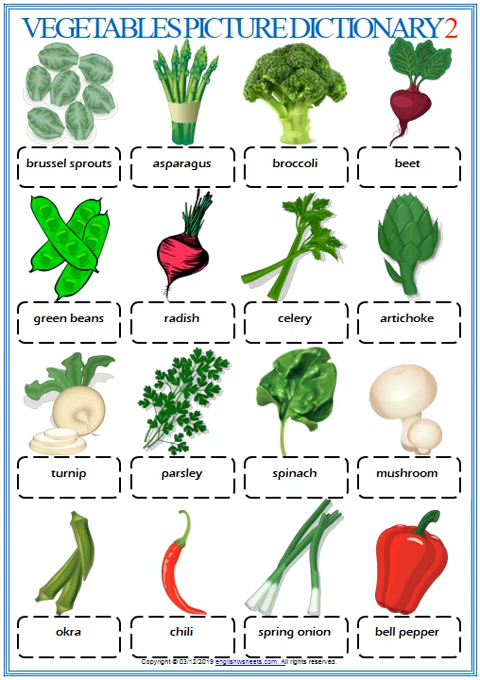 VEGETABLES PICTURE DICTIONARY 2
brussel sprouts asparagus broccoli beet
green beans radish celery artichoke
turnip parsley spinach mushroom
okra chili spring onion bell pepper
Copyright © 03/12/2019 englishwsheets.com. All rights reserved.